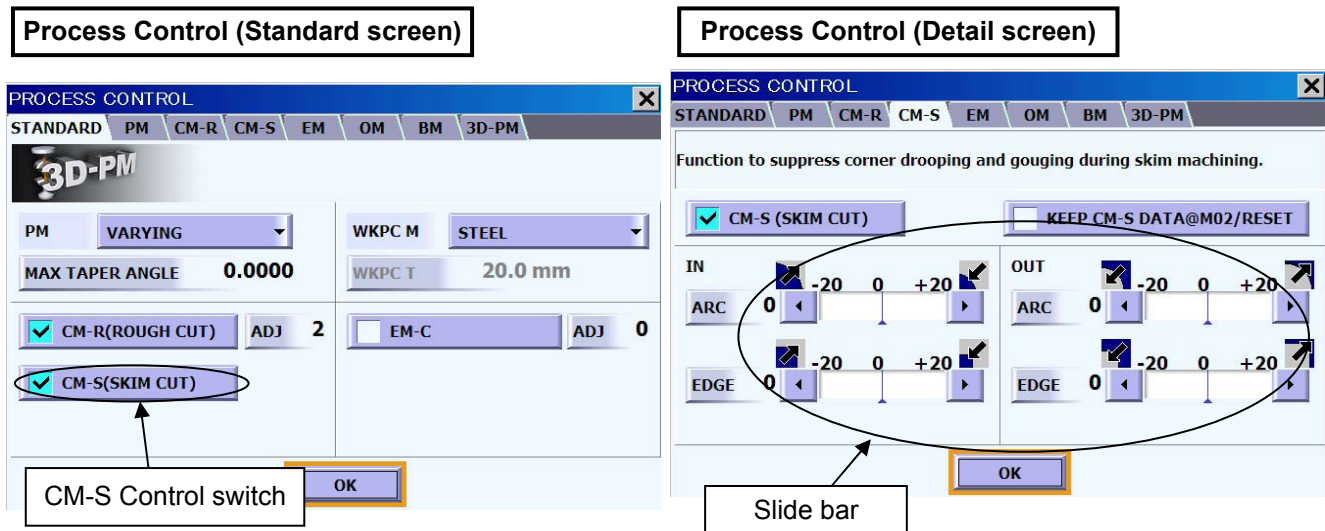 Process Control (Standard screen)
PROCESS CONTROL
STANDARD PM CM-R CM-S EM OM BM 3D-PM
3D-PM
PM VARYING WKPC M STEEL
MAX TAPER ANGLE 0.0000 WKPC T 20.0 mm
CM-R(ROUGH CUT) ADJ 2 EM-C ADJ 0
CM-S(SKIM CUT)
OK
CM-S Control switch
Process Control (Detail screen)
PROCESS CONTROL
STANDARD PM CM-R CM-S EM OM BM 3D-PM
Function to suppress corner drooping and gouging during skim machining.
CM-S (SKIM CUT) KEEP CM-S DATA@M02/RESET
IN OUT
-20 0 +20 -20 0 +20
ARC 0 ARC 0
-20 0 +20 -20 0 +20
EDGE 0 EDGE 0
OK
Slide bar